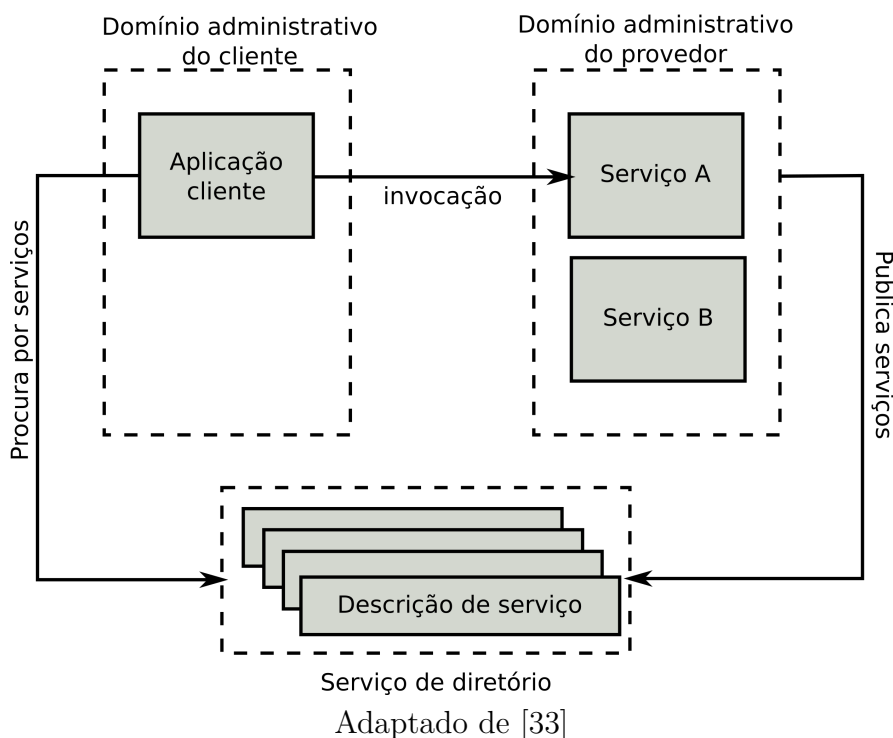 Domínio administrativo
do cliente
Domínio administrativo
do provedor
Aplicação
cliente
invocação
Serviço A
Serviço B
Procura por serviços
Publica serviços
Descrição de serviço
Serviço de diretório
Adaptado de [33]